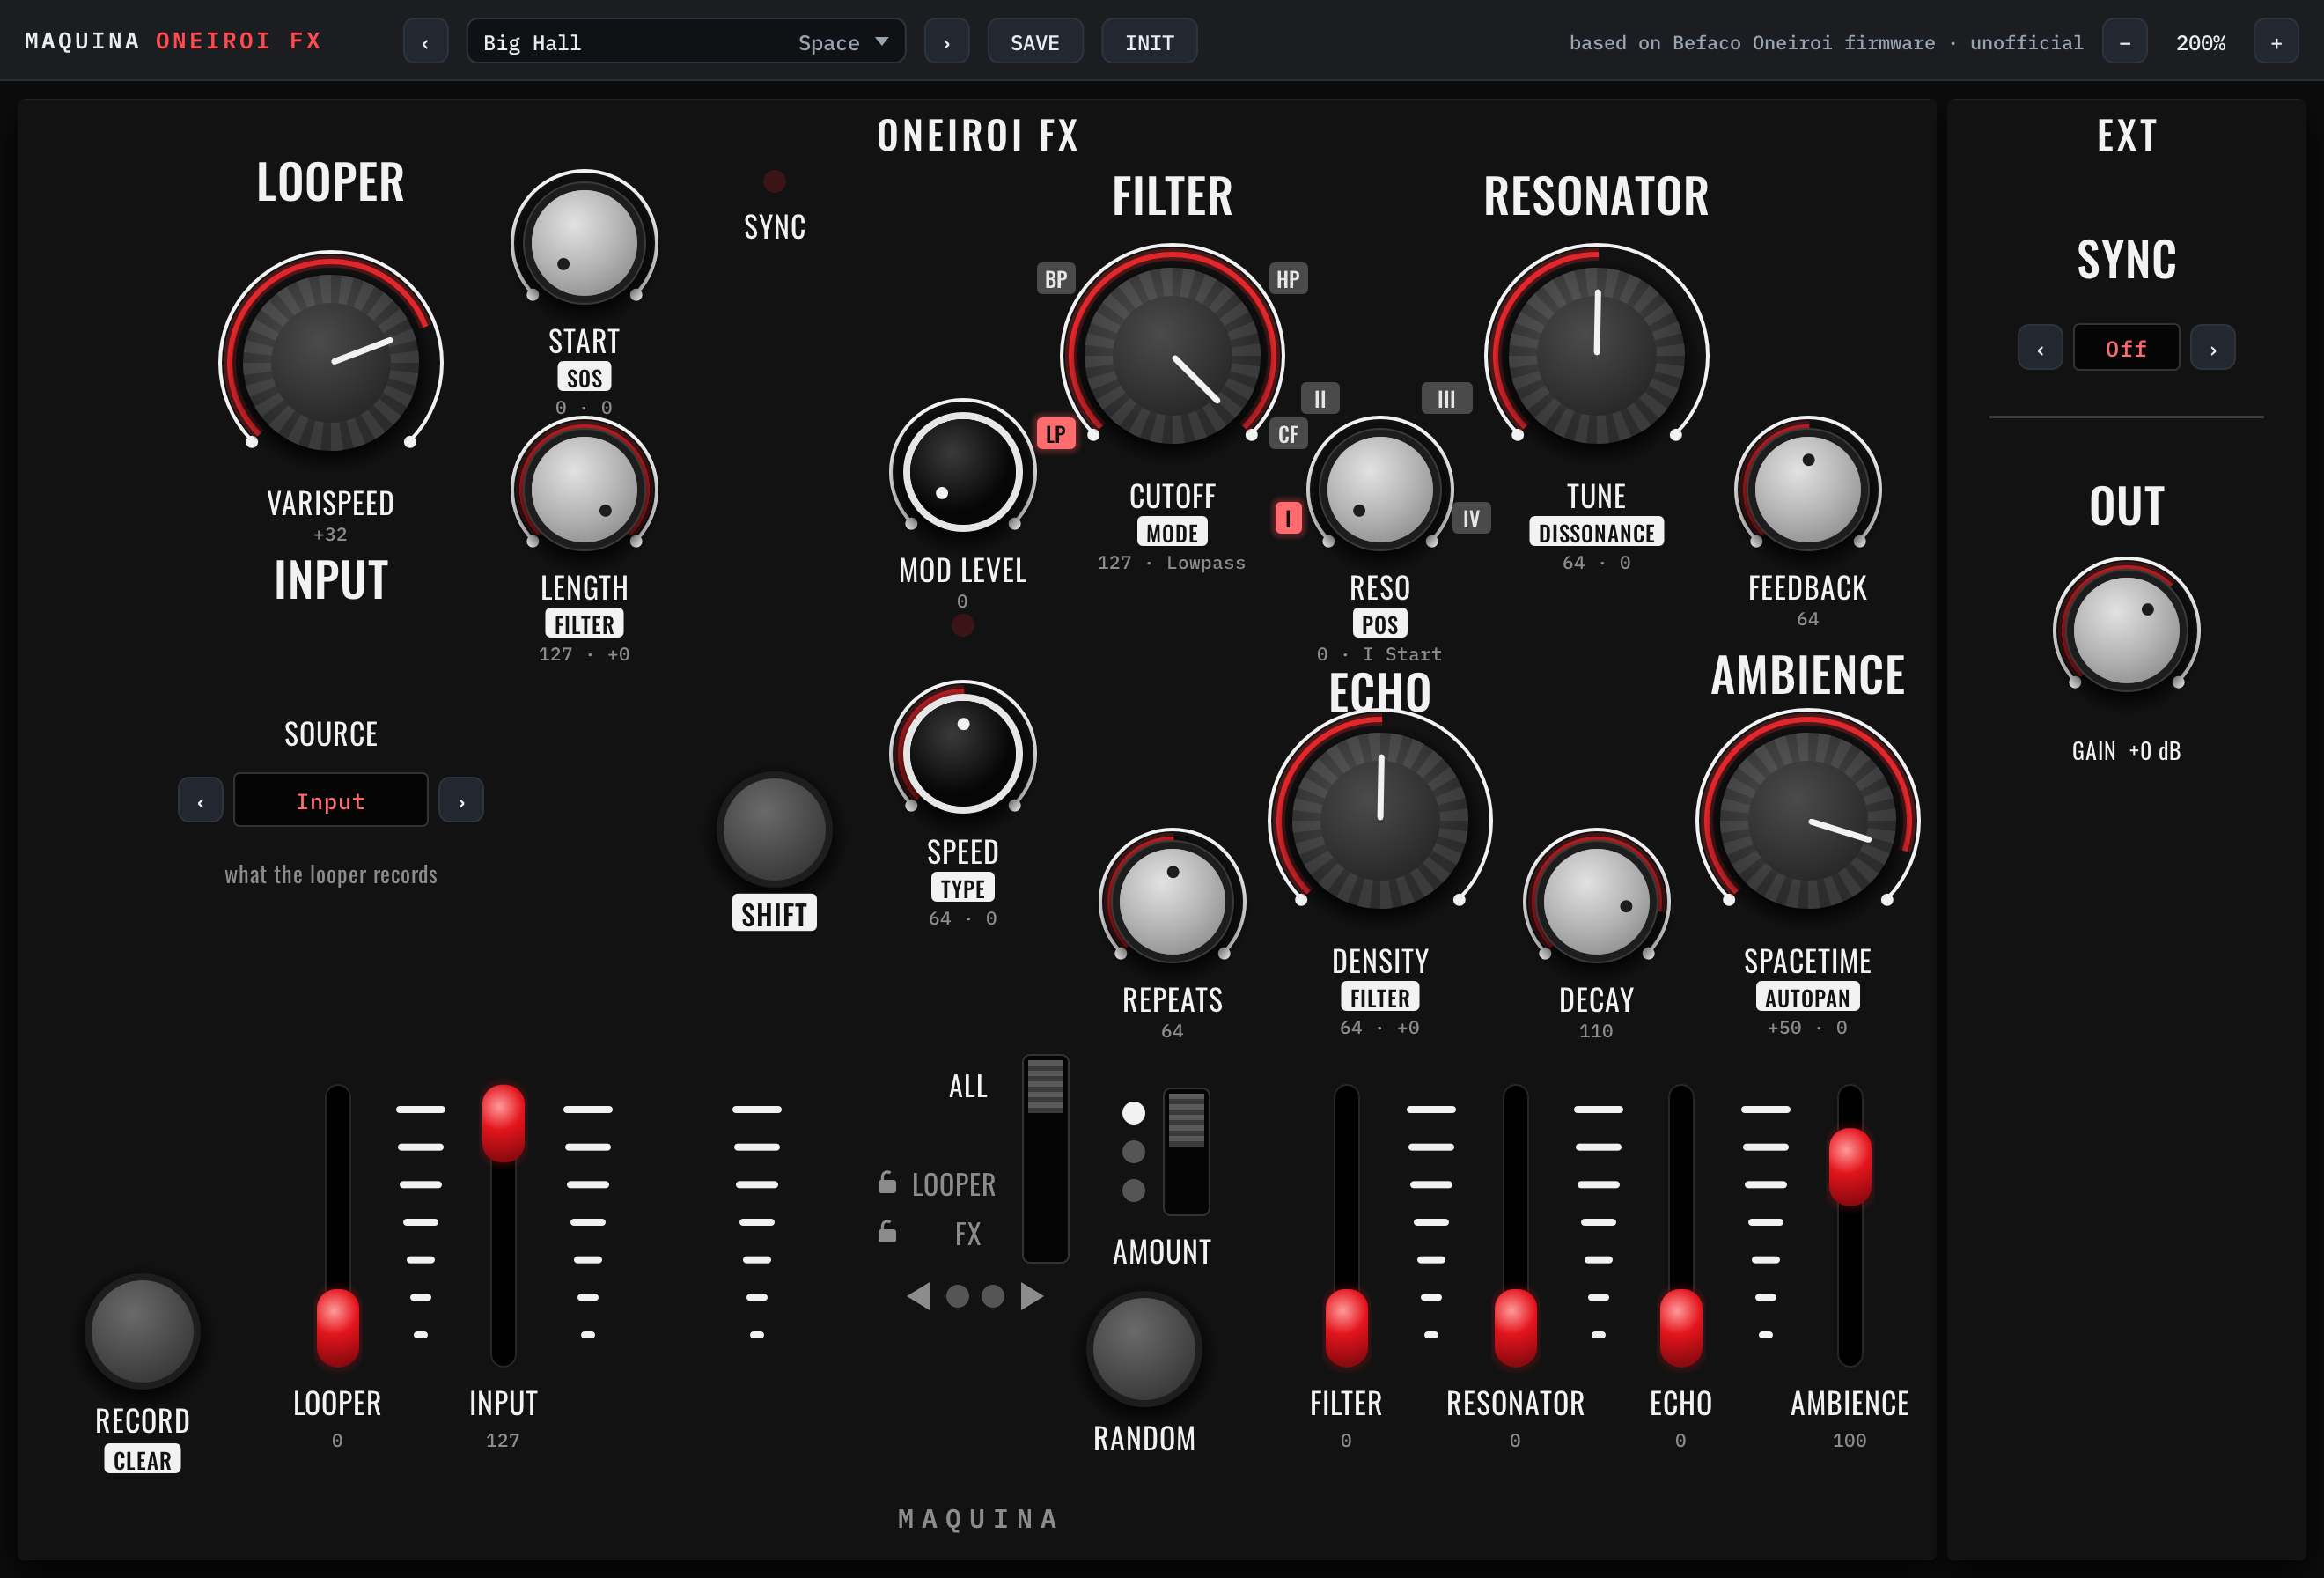 MAQUINA ONEIROI FX
‹
Big Hall
Space
›
SAVE
INIT
based on Befaco Oneiroi firmware · unofficial
−
200%
+
ONEIROI FX
EXT
LOOPER
SYNC
FILTER
RESONATOR
SYNC
BP
HP
START
SOS
0 · 0
‹
Off
›
II
III
LP
CF
VARISPEED
+32
INPUT
CUTOFF
MODE
127 · Lowpass
I
IV
TUNE
DISSONANCE
64 · 0
OUT
LENGTH
FILTER
127 · +0
MOD LEVEL
0
RESO
POS
0 · I Start
FEEDBACK
64
ECHO
AMBIENCE
SOURCE
‹
Input
›
what the looper records
GAIN +0 dB
SHIFT
SPEED
TYPE
64 · 0
REPEATS
64
DENSITY
FILTER
64 · +0
DECAY
110
SPACETIME
AUTOPAN
+50 · 0
ALL
LOOPER
FX
AMOUNT
RECORD
CLEAR
LOOPER
0
INPUT
127
RANDOM
FILTER
0
RESONATOR
0
ECHO
0
AMBIENCE
100
MAQUINA